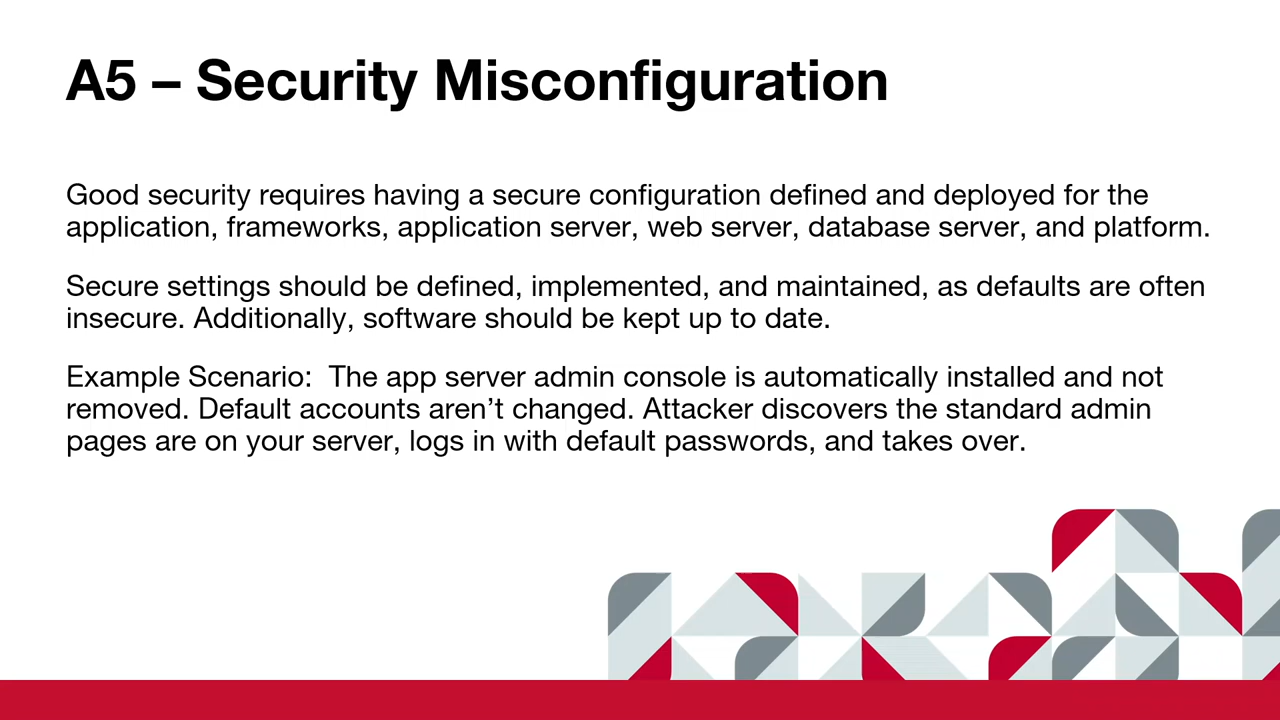 A5 – Security Misconfiguration
Good security requires having a secure configuration defined and deployed for the
application, frameworks, application server, web server, database server, and platform.
Secure settings should be defined, implemented, and maintained, as defaults are often
insecure. Additionally, software should be kept up to date.
Example Scenario:  The app server admin console is automatically installed and not
removed. Default accounts aren’t changed. Attacker discovers the standard admin
pages are on your server, logs in with default passwords, and takes over.